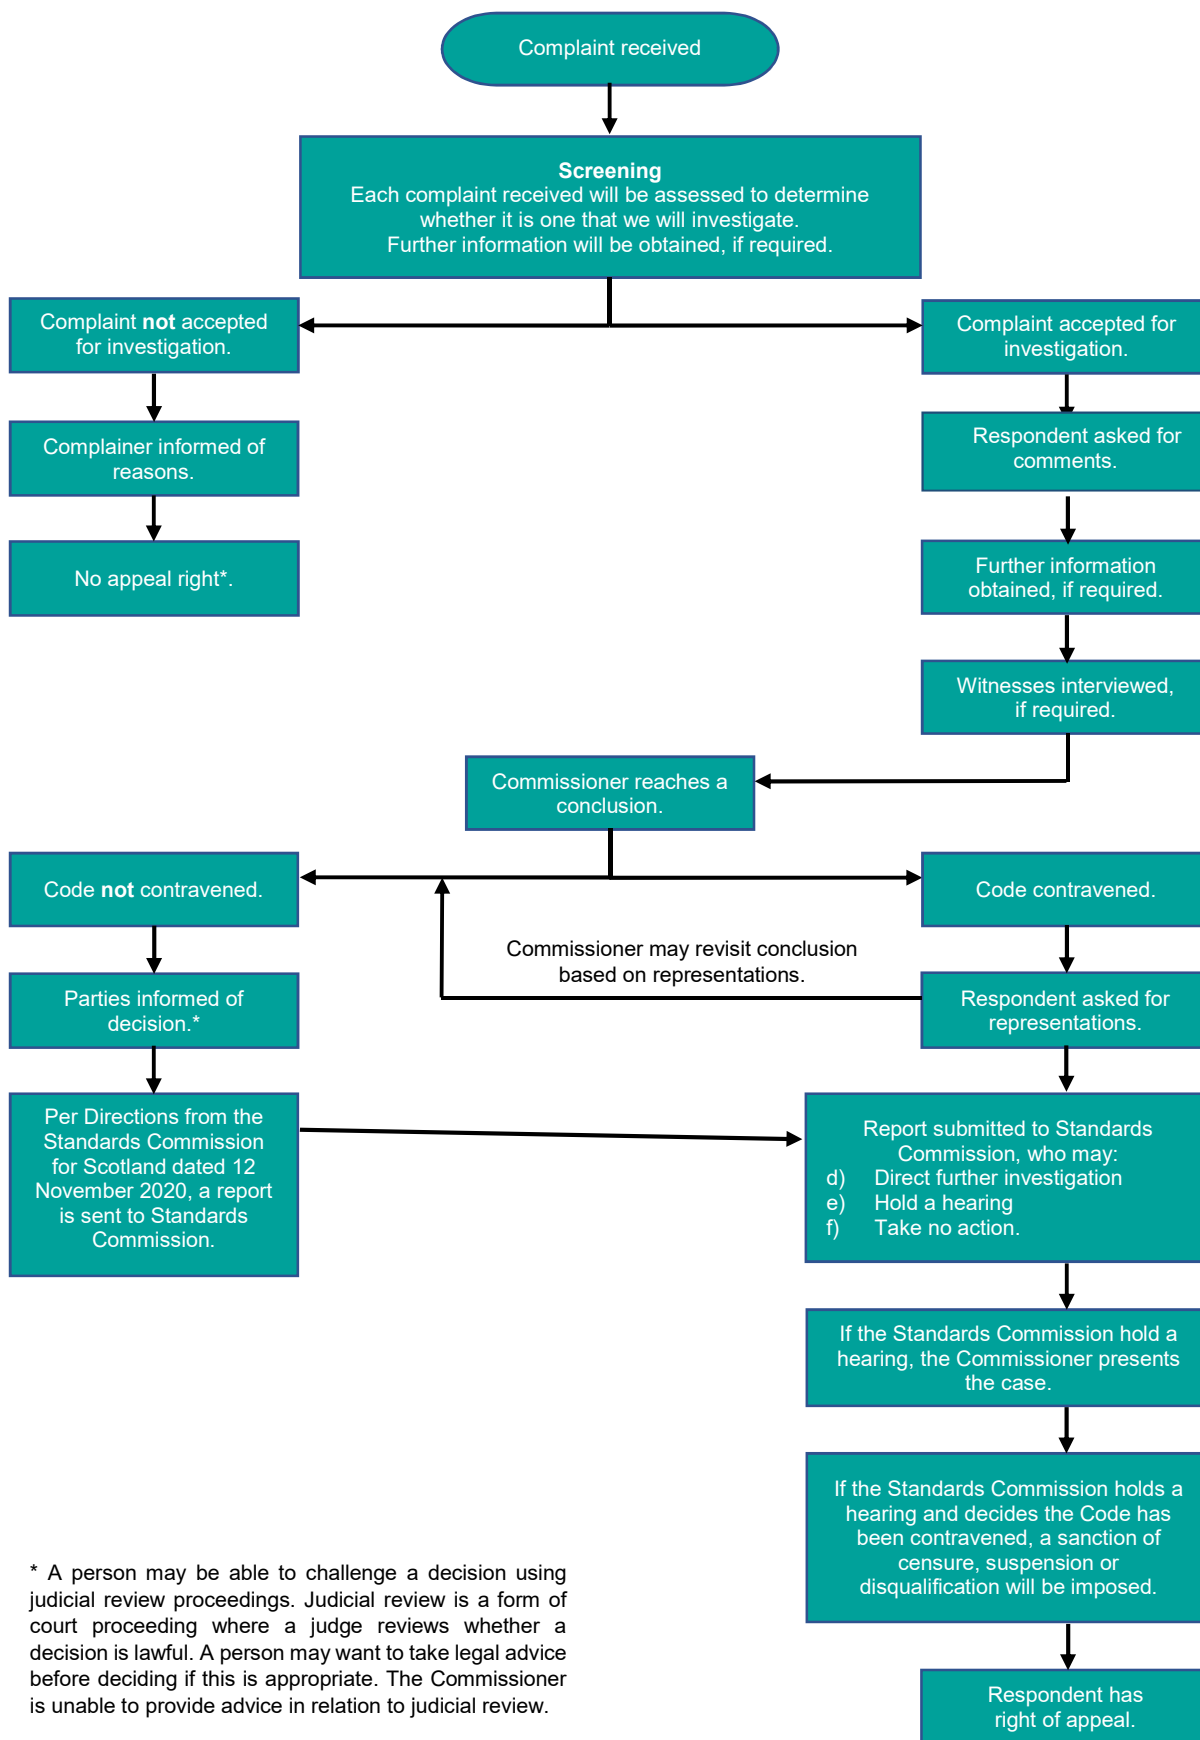 Complaint received
Screening
Each complaint received will be assessed to determine
whether it is one that we will investigate.
Further information will be obtained, if required.
Complaint not accepted
for investigation.
Complaint accepted for
investigation.
Complainer informed of
reasons.
Respondent asked for
comments.
No appeal right*.
Further information
obtained, if required.
Witnesses interviewed,
if required.
Commissioner reaches a
conclusion.
Code not contravened.
Code contravened.
Commissioner may revisit conclusion
based on representations.
Parties informed of
decision.*
Respondent asked for
representations.
Per Directions from the
Standards Commission
for Scotland dated 12
November 2020, a report
is sent to Standards
Commission.
Report submitted to Standards
Commission, who may:
d) Direct further investigation
e) Hold a hearing
f) Take no action.
If the Standards Commission hold a
hearing, the Commissioner presents
the case.
If the Standards Commission holds a
hearing and decides the Code has
been contravened, a sanction of
censure, suspension or
disqualification will be imposed.
* A person may be able to challenge a decision using
judicial review proceedings. Judicial review is a form of
court proceeding where a judge reviews whether a
decision is lawful. A person may want to take legal advice
before deciding if this is appropriate. The Commissioner
is unable to provide advice in relation to judicial review.
Respondent has
right of appeal.